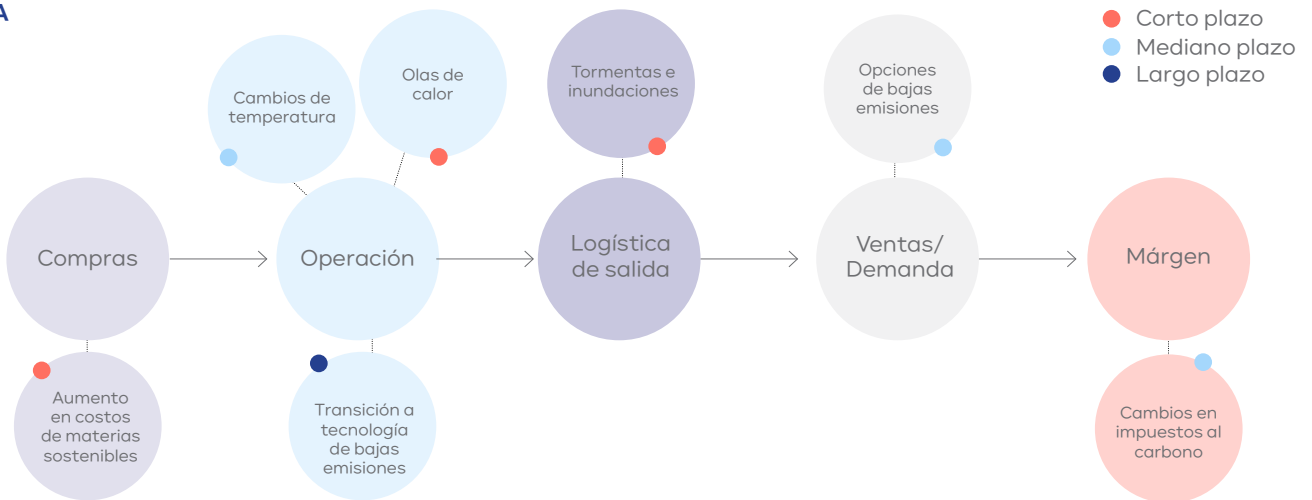 A
Corto plazo
Mediano plazo
Largo plazo
Cambios de
temperatura
Olas de
calor
Tormentas e
inundaciones
Opciones
de bajas
emisiones
Compras
Operación
Logística
de salida
Ventas/
Demanda
Márgen
Aumento
en costos
de materias
sostenibles
Transición a
tecnología
de bajas
emisiones
Cambios en
impuestos al
carbono